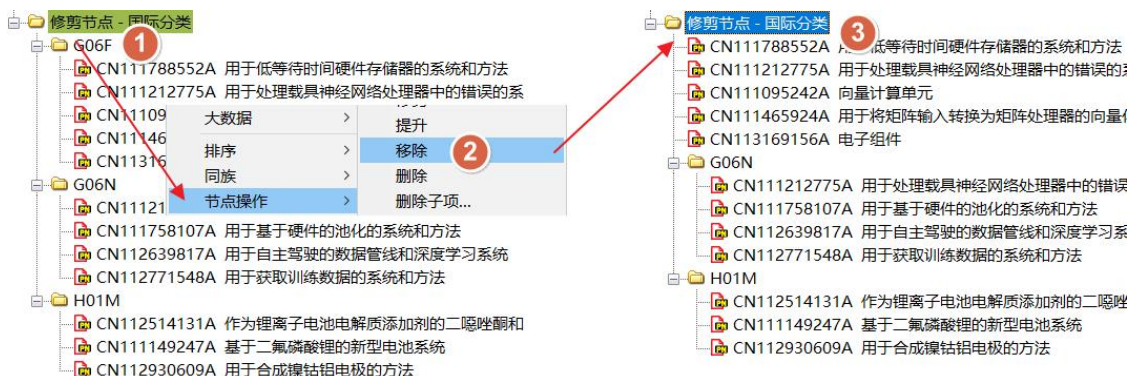 修剪节点 - 国际分类
G06F
1
CN111788552A 用于低等待时间硬件存储器的系统和方法
CN111212775A 用于处理载具神经网络处理器中的错误的系
CN11109
CN11146
CN11316
大数据
排序
同族
节点操作
提升
移除
2
删除
删除子项...
G06N
CN11121
CN111758107A 用于基于硬件的池化的系统和方法
CN112639817A 用于自主驾驶的数据管线和深度学习系统
CN112771548A 用于获取训练数据的系统和方法
H01M
CN112514131A 作为锂离子电池电解质添加剂的二噁唑酮和
CN111149247A 基于二氟磷酸锂的新型电池系统
CN112930609A 用于合成镍钴铝电极的方法
修剪节点 - 国际分类
3
CN111788552A 低等待时间硬件存储器的系统和方法
CN111212775A 用于处理载具神经网络处理器中的错误的系
CN111095242A 向量计算单元
CN111465924A 用于将矩阵输入转换为矩阵处理器的向量
CN113169156A 电子组件
G06N
CN111212775A 用于处理载具神经网络处理器中的错误
CN111758107A 用于基于硬件的池化的系统和方法
CN112639817A 用于自主驾驶的数据管线和深度学习系
CN112771548A 用于获取训练数据的系统和方法
H01M
CN112514131A 作为锂离子电池电解质添加剂的二噁唑
CN111149247A 基于二氟磷酸锂的新型电池系统
CN112930609A 用于合成镍钴铝电极的方法